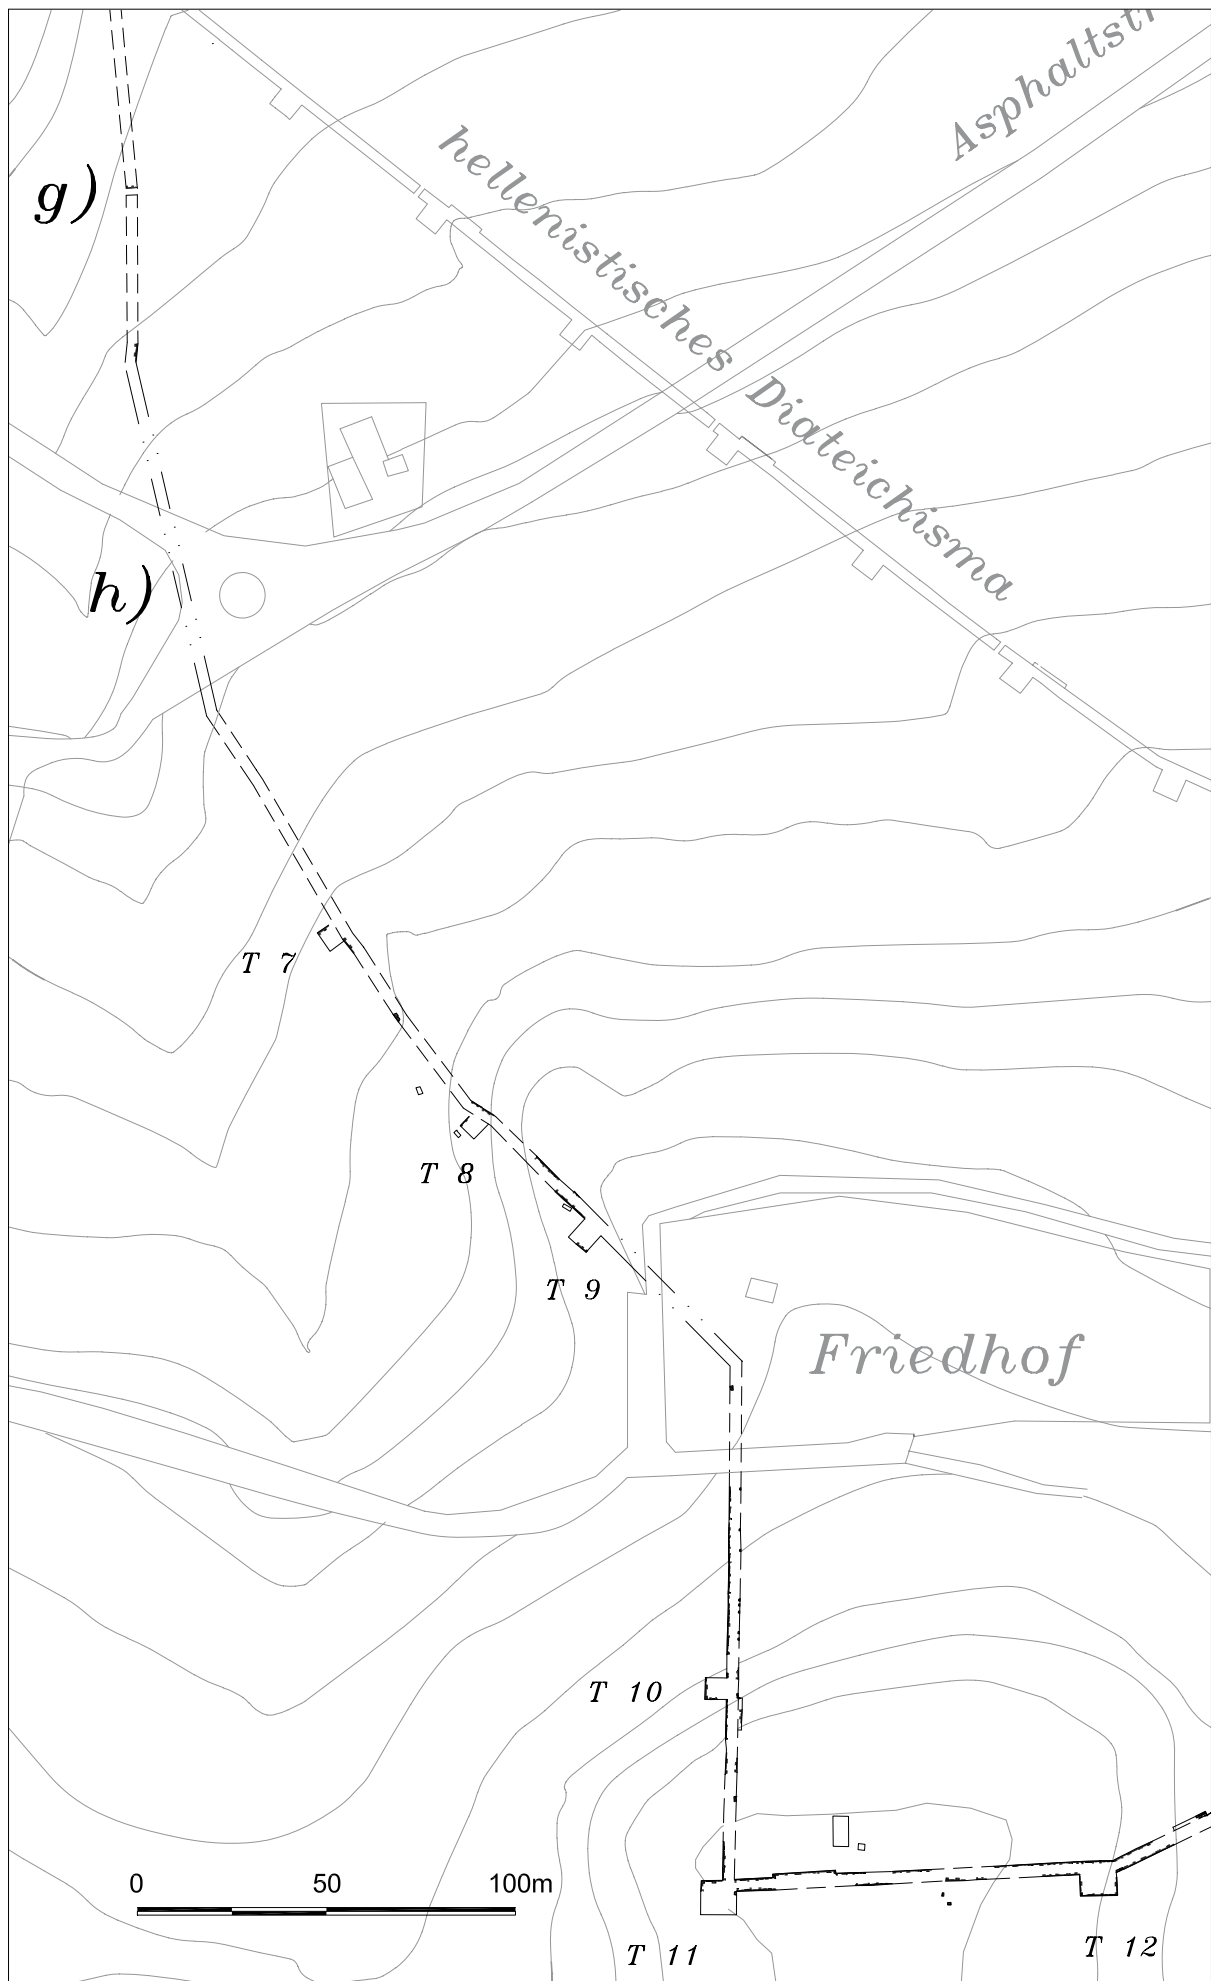 Asphaltstr
hellenistisches Diateichisma
g)
h)
T 7
T 8
T 9
Friedhof
T 10
0 50 100m
T 11
T 12